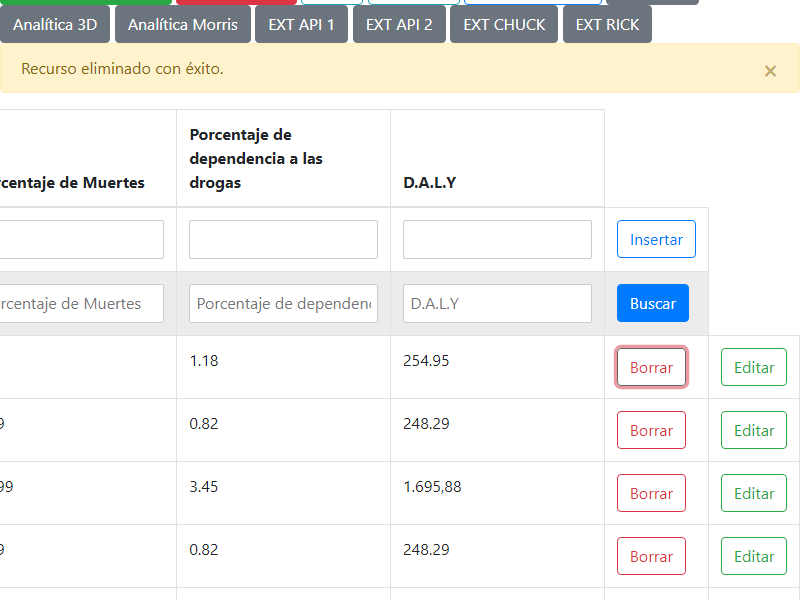 Analítica 3D Analítica Morris EXT API 1 EXT API 2 EXT CHUCK EXT RICK
Recurso eliminado con éxito. ×
Porcentaje de
dependencia a las
rcentaje de Muertes drogas D.A.L.Y
Insertar
rcentaje de Muertes Porcentaje de dependenc D.A.L.Y Buscar
1.18 254.95 Borrar Editar
9 0.82 248.29 Borrar Editar
99 3.45 1.695,88 Borrar Editar
9 0.82 248.29 Borrar Editar